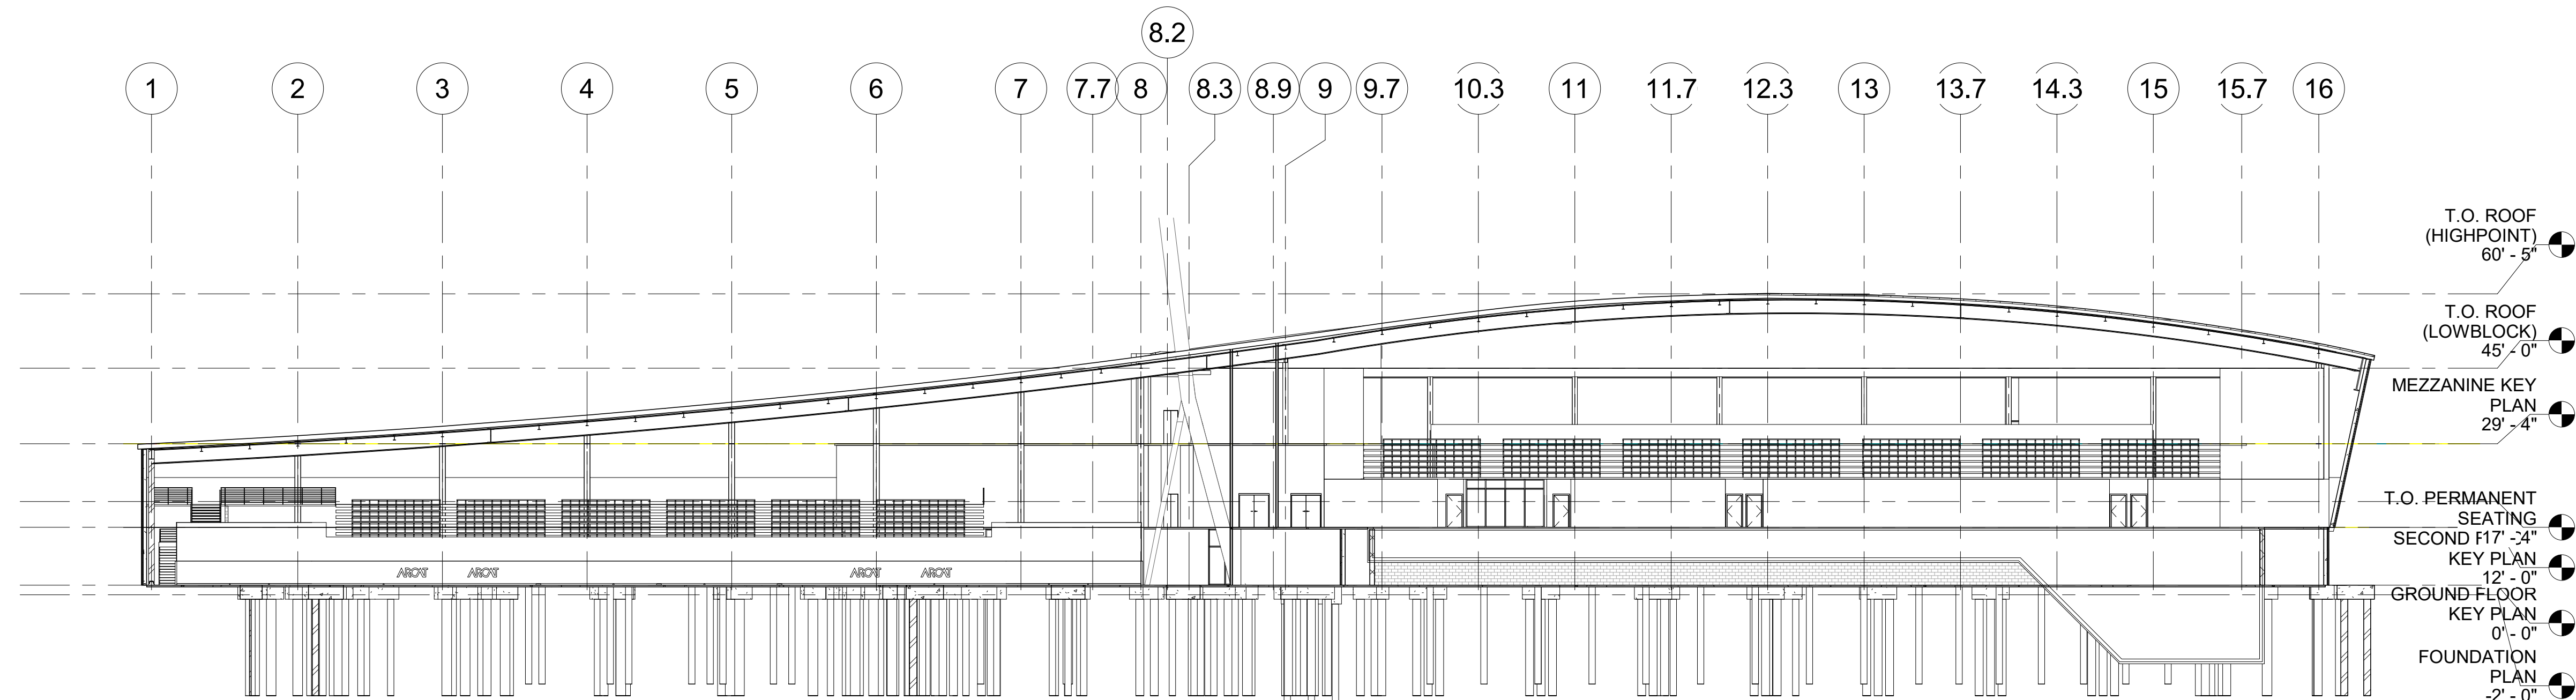 8.2
1 2 3 4 5 6 7 7.7 8 8.3 8.9 9 9.7 10.3 11 11.7 12.3 13 13.7 14.3 15 15.7 16
T.O. ROOF
(HIGHPOINT)
60' - 5"
T.O. ROOF
(LOWBLOCK)
45' - 0"
MEZZANINE KEY
PLAN
29' - 4"
T.O. PERMANENT
SEATING
17' - 4"
SECOND
KEY PLAN
12' - 0"
GROUND FLOOR
KEY PLAN
0' - 0"
FOUNDATION
PLAN
-2' - 0"